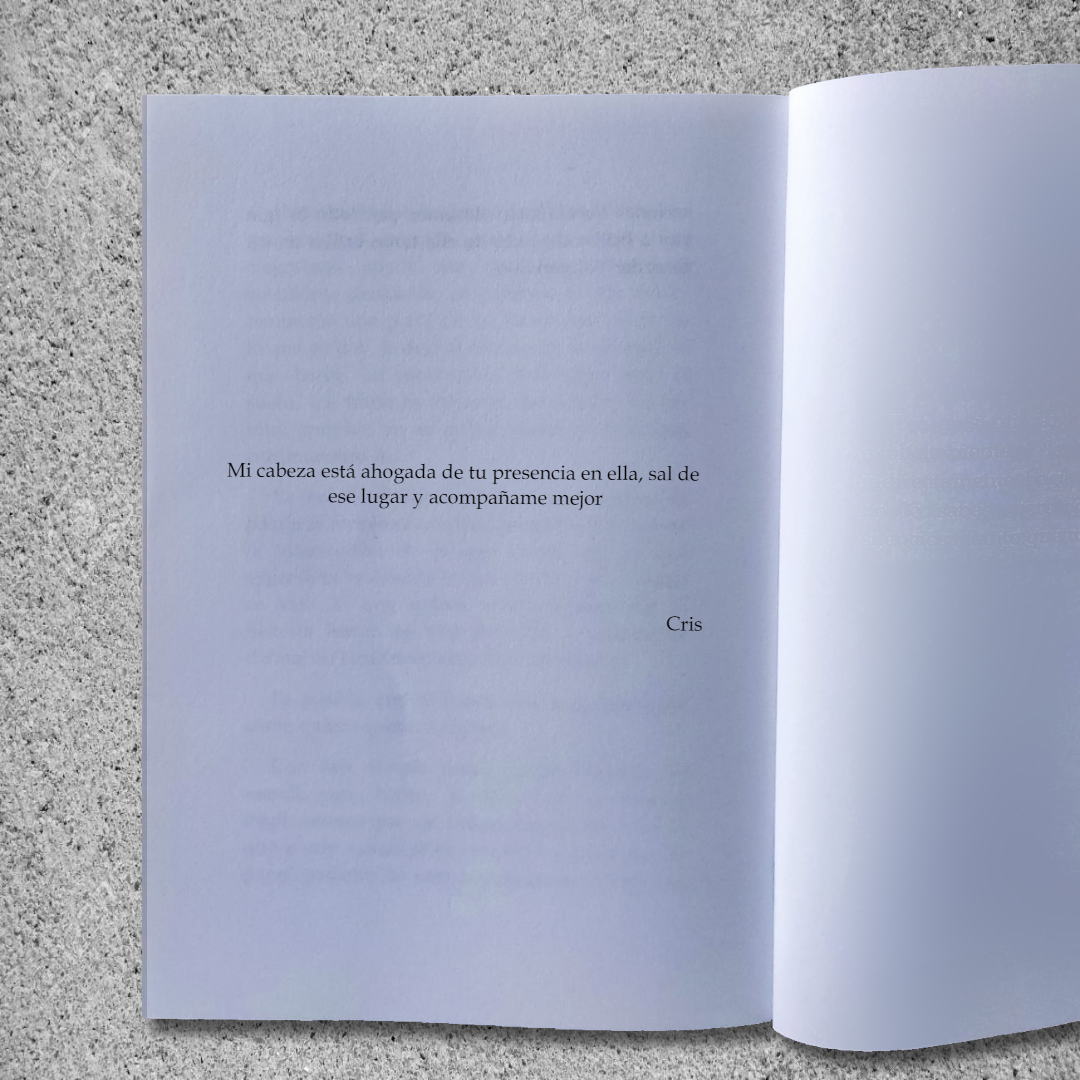 Mi cabeza está ahogada de tu presencia en ella, sal de
ese lugar y acompañame mejor
Cris